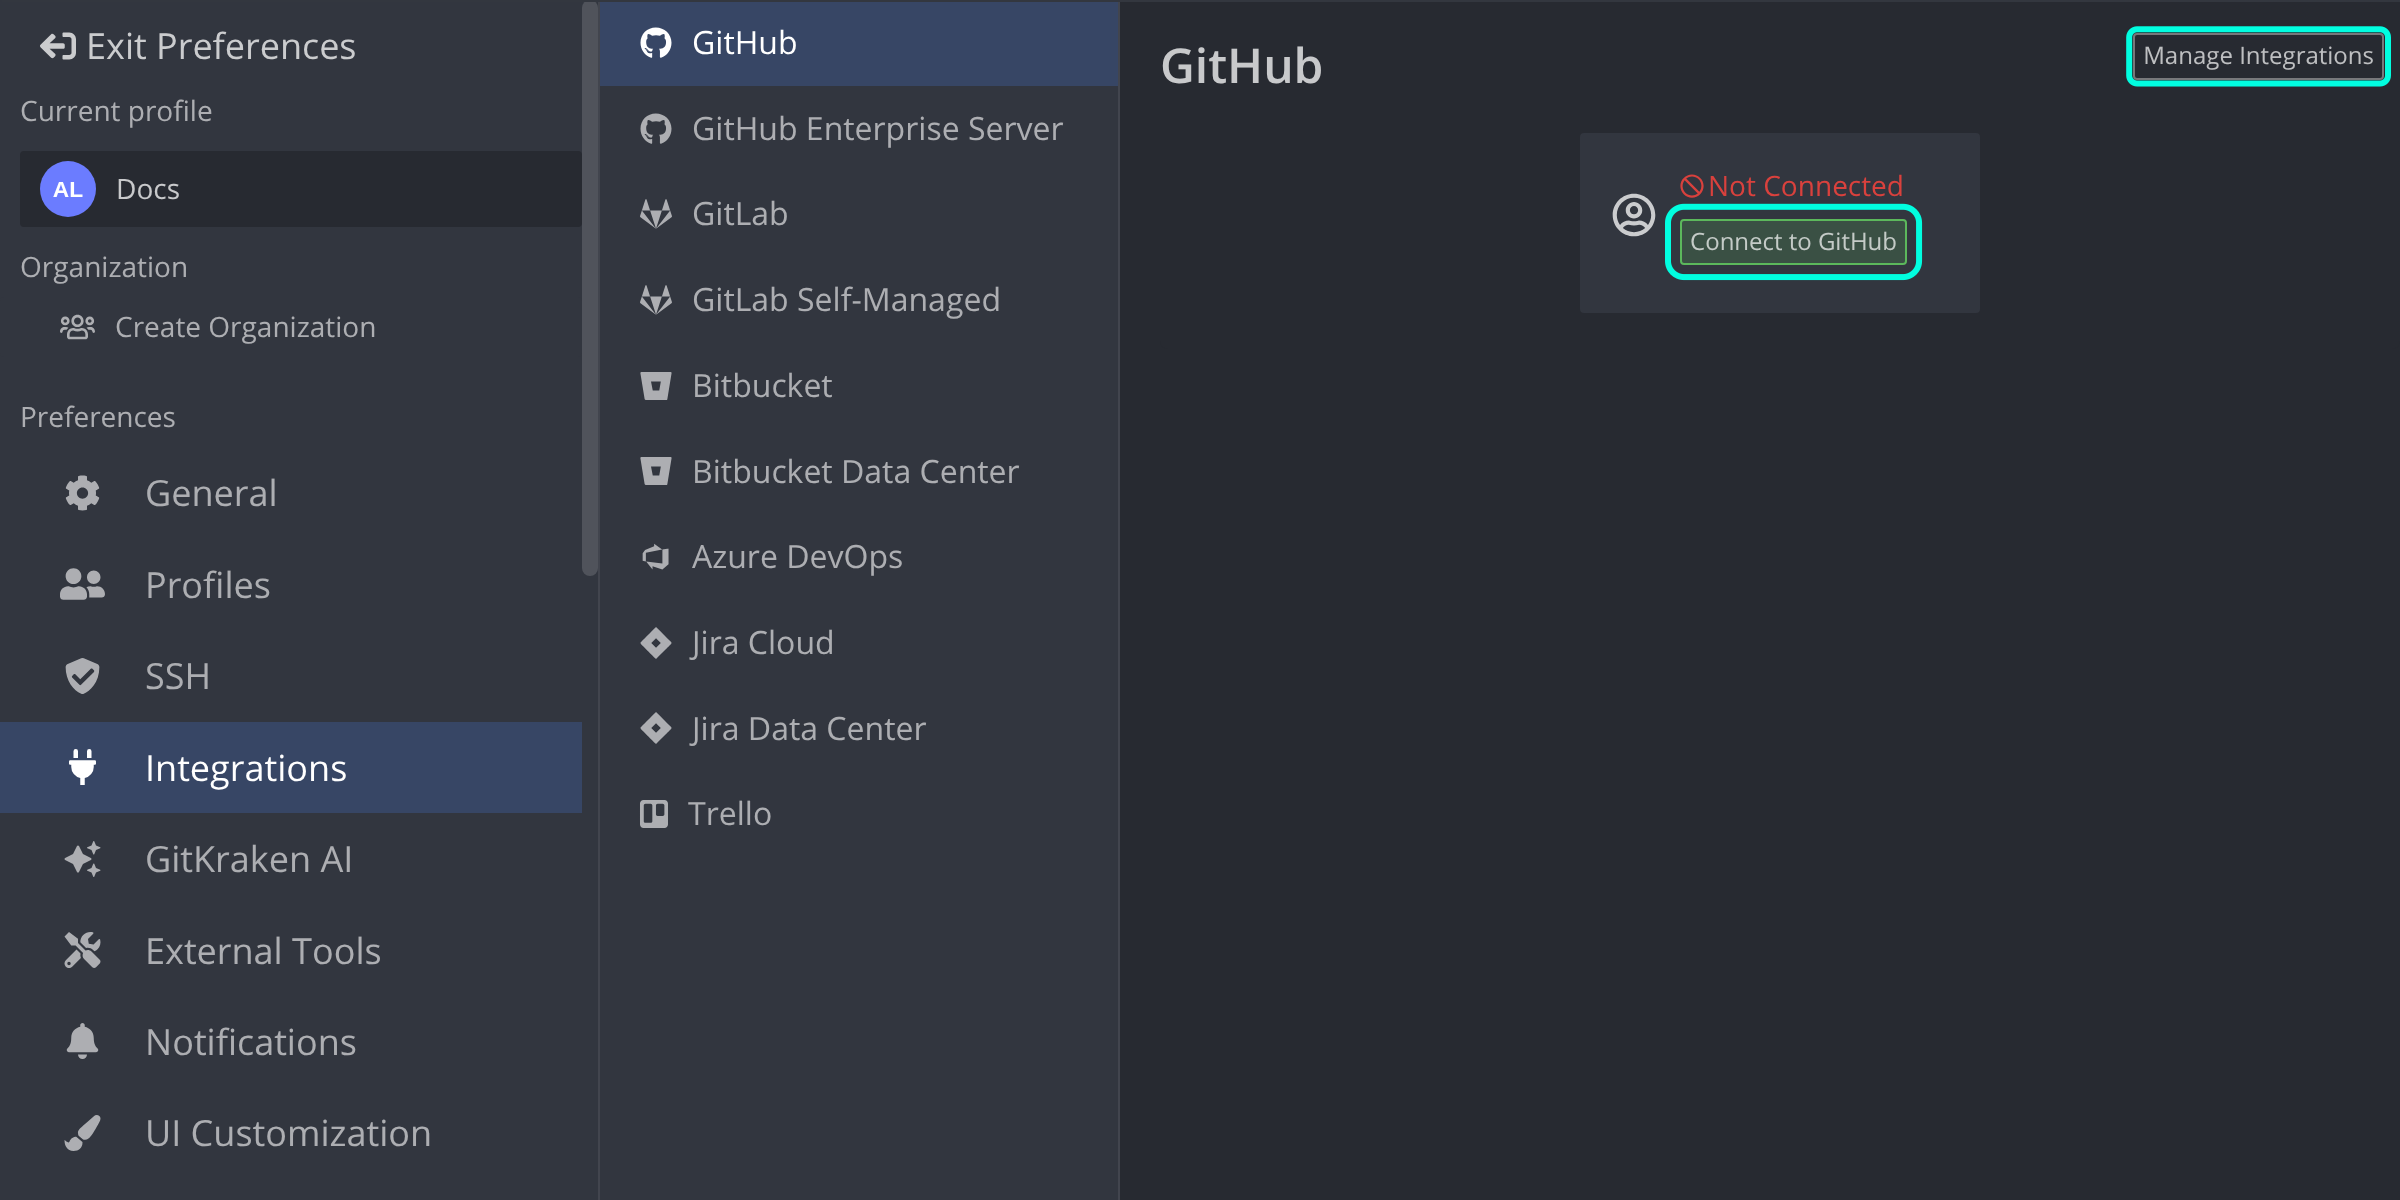 Exit Preferences
Current profile
AL Docs
Organization
Create Organization
Preferences
General
Profiles
SSH
Integrations
GitKraken AI
External Tools
Notifications
UI Customization
GitHub
GitHub Enterprise Server
GitLab
GitLab Self-Managed
Bitbucket
Bitbucket Data Center
Azure DevOps
Jira Cloud
Jira Data Center
Trello
GitHub
Manage Integrations
Not Connected
Connect to GitHub